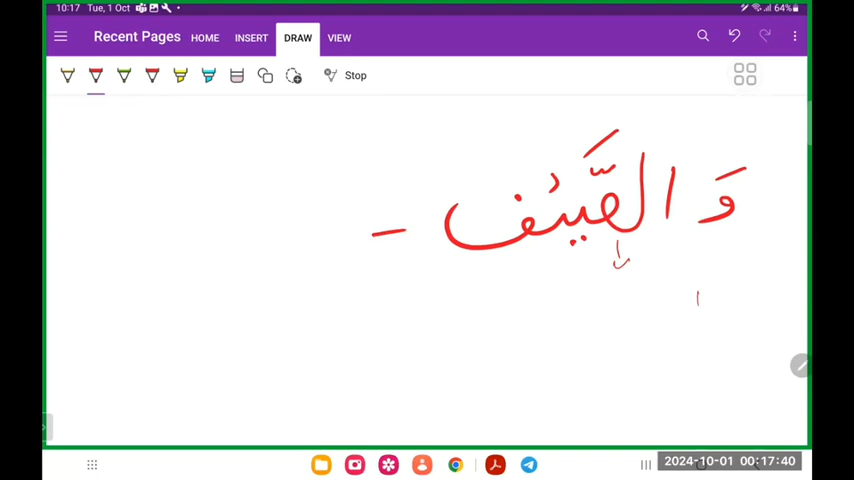 10:17 Tue, 1 Oct 64%
Recent Pages HOME INSERT DRAW VIEW
Stop
وَ الصَّيْف -
2024-10-01 00:17:40